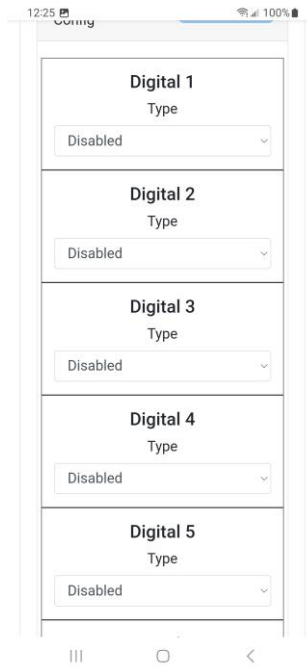 12:25 100%
Config
Digital 1
Type
Disabled
Digital 2
Type
Disabled
Digital 3
Type
Disabled
Digital 4
Type
Disabled
Digital 5
Type
Disabled